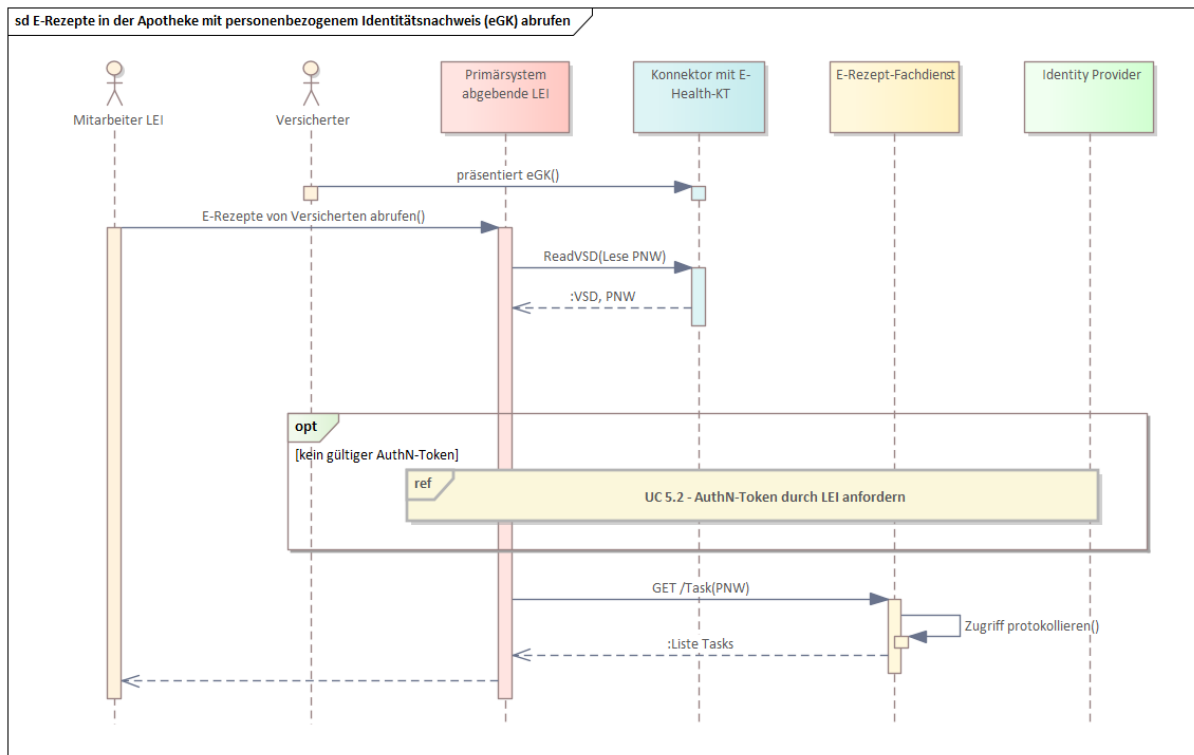 sd E-Rezepte in der Apotheke mit personenbezogenem Identitätsnachweis (eGK) abrufen
Mitarbeiter LEI
Versicherter
Primärsystem
abgebende LEI
Konnektor mit E-
Health-KT
E-Rezept-Fachdienst
Identity Provider
präsentiert eGK()
E-Rezepte von Versicherten abrufen()
ReadVSD(Lese PNW)
:VSD, PNW
opt
[kein gültiger AuthN-Token]
ref
UC 5.2 - AuthN-Token durch LEI anfordern
GET /Task(PNW)
Zugriff protokollieren()
:Liste Tasks